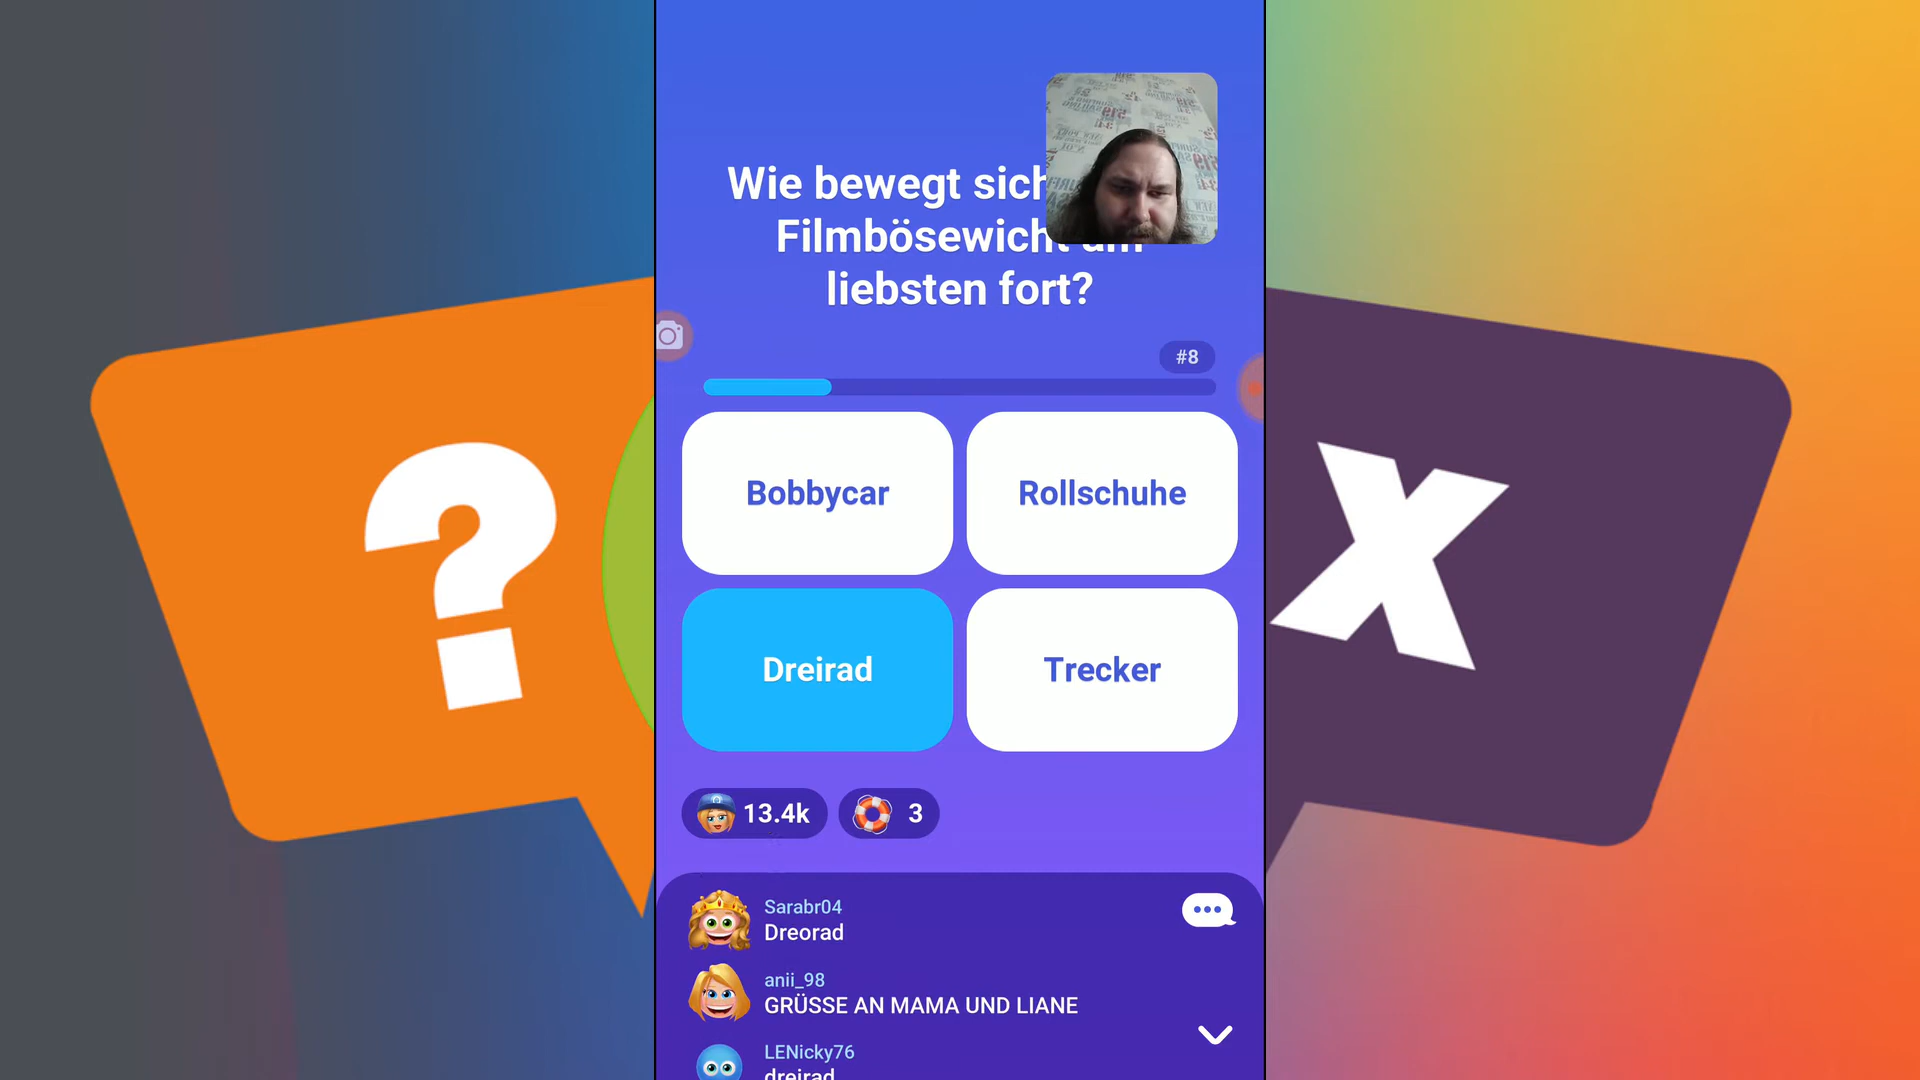 Wie bewegt sich
Filmbösewicht am
liebsten fort?
#8
Bobbycar
Rollschuhe
Dreirad
Trecker
13.4k
3
Sarabr04
Dreorad
anii_98
GRÜSSE AN MAMA UND LIANE
LENicky76
dreirad
?
X